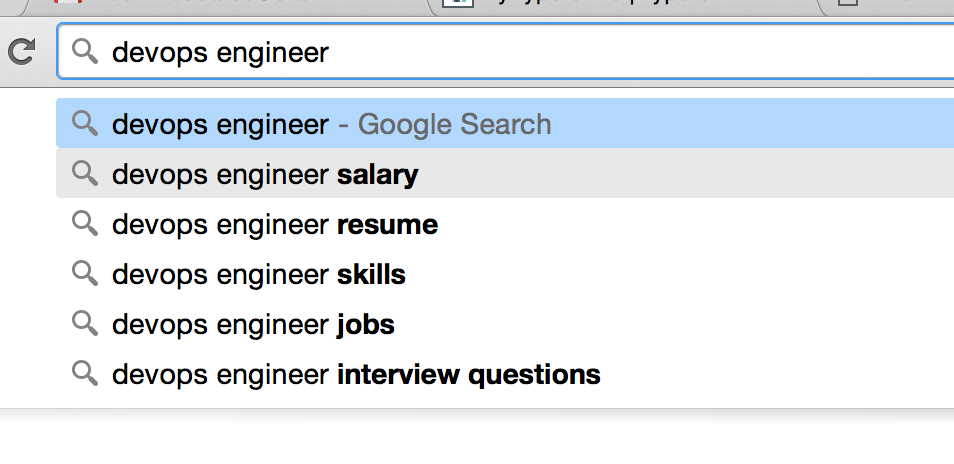 devops engineer
devops engineer - Google Search
devops engineer salary
devops engineer resume
devops engineer skills
devops engineer jobs
devops engineer interview questions